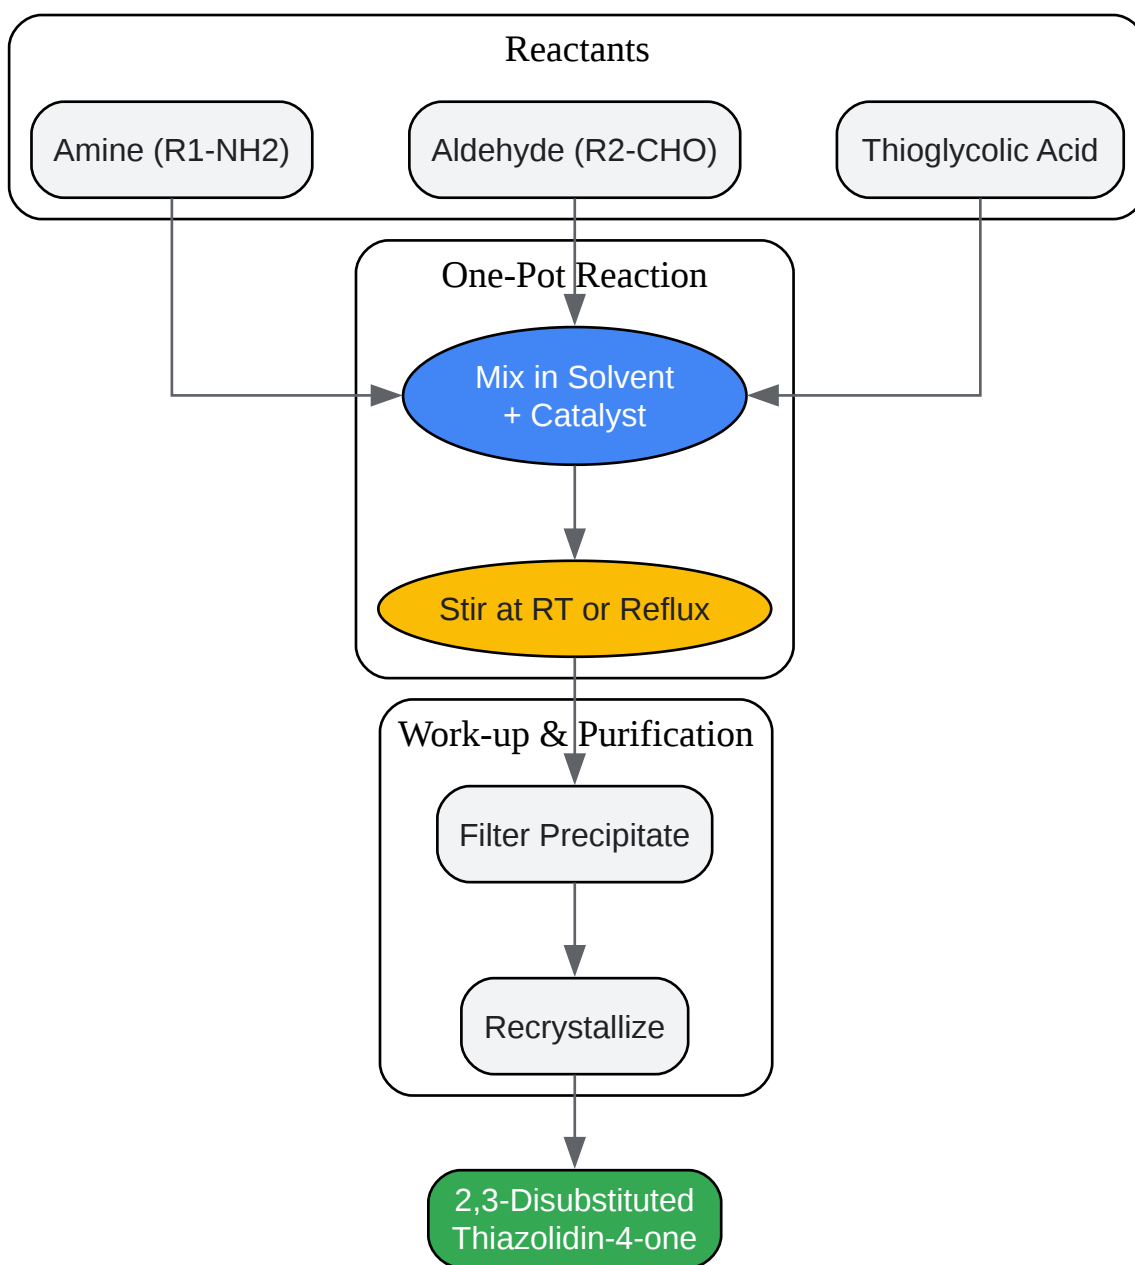 Reactants
Amine (R1-NH2)
Aldehyde (R2-CHO)
Thioglycolic Acid
One-Pot Reaction
Mix in Solvent
+ Catalyst
Stir at RT or Reflux
Work-up & Purification
Filter Precipitate
Recrystallize
2,3-Disubstituted
Thiazolidin-4-one